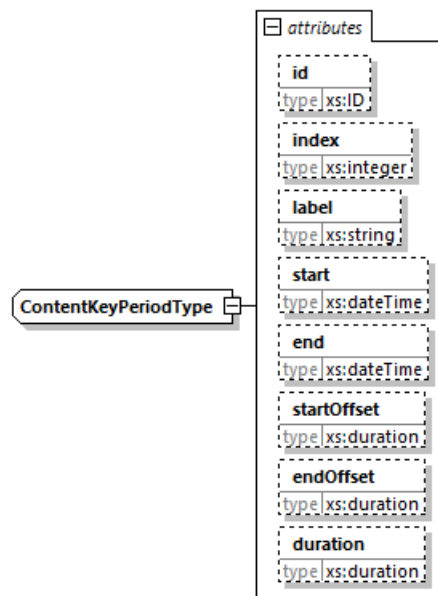 attributes
id
type xs:ID
index
type xs:integer
label
type xs:string
start
type xs:dateTime
ContentKeyPeriodType
end
type xs:dateTime
startOffset
type xs:duration
endOffset
type xs:duration
duration
type xs:duration